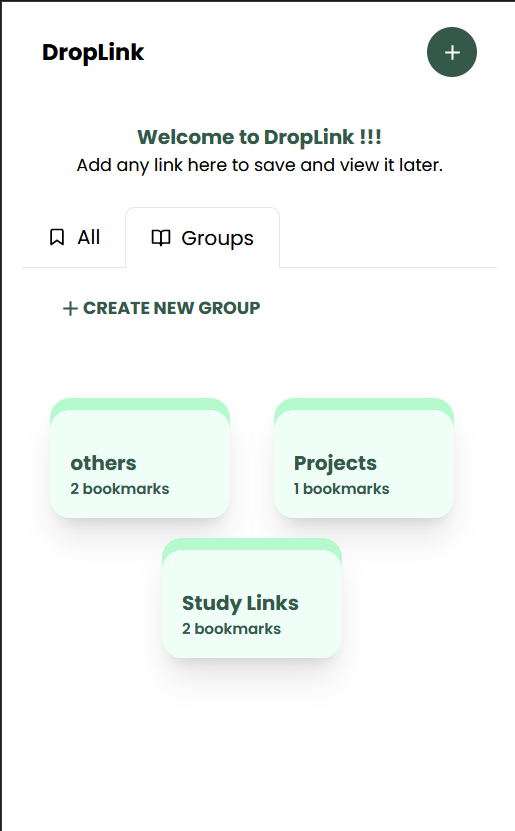 DropLink
Welcome to DropLink !!!
Add any link here to save and view it later.
All
Groups
CREATE NEW GROUP
others
2 bookmarks
Projects
1 bookmarks
Study Links
2 bookmarks